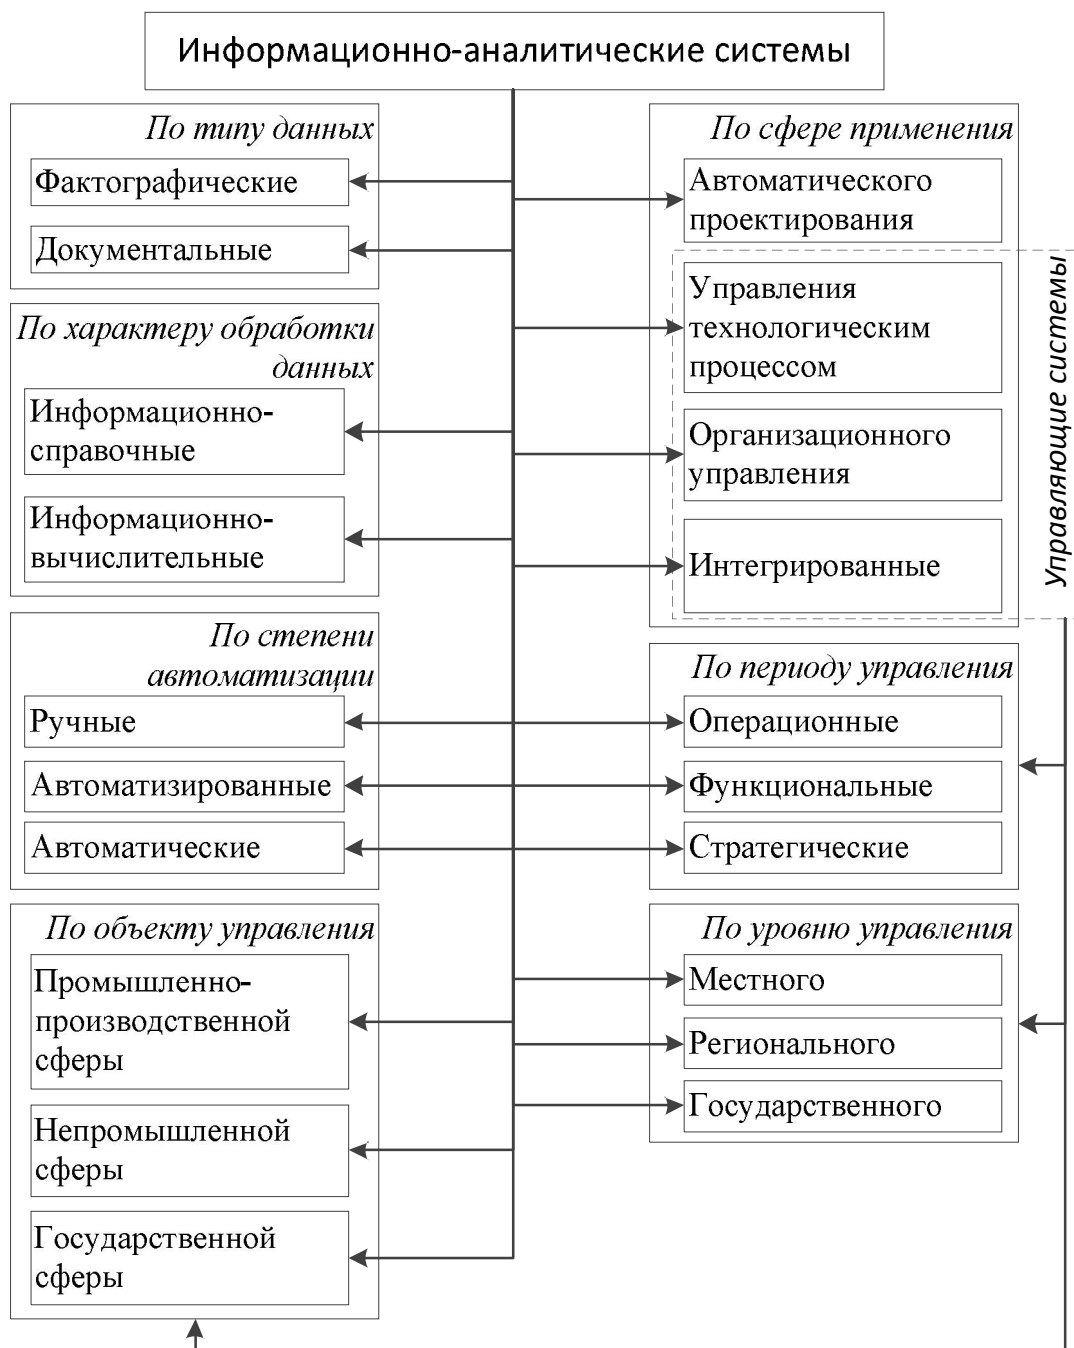 Информационно-аналитические системы
По типу данных
Фактографические
Документальные
По характеру обработки
данных
Информационно-
справочные
Информационно-
вычислительные
По степени
автоматизации
Ручные
Автоматизированные
Автоматические
По объекту управления
Промышленно-
производственной
сферы
Непромышленной
сферы
Государственной
сферы
По сфере применения
Автоматического
проектирования
Управления
технологическим
процессом
Организационного
управления
Интегрированные
Управляющие системы
По периоду управления
Операционные
Функциональные
Стратегические
По уровню управления
Местного
Регионального
Государственного